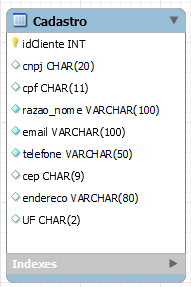 Cadastro
idCliente INT
cnpj CHAR(20)
cpf CHAR(11)
razao_nome VARCHAR(100)
email VARCHAR(100)
telefone VARCHAR(50)
cep CHAR(9)
endereco VARCHAR(80)
UF CHAR(2)
Indexes